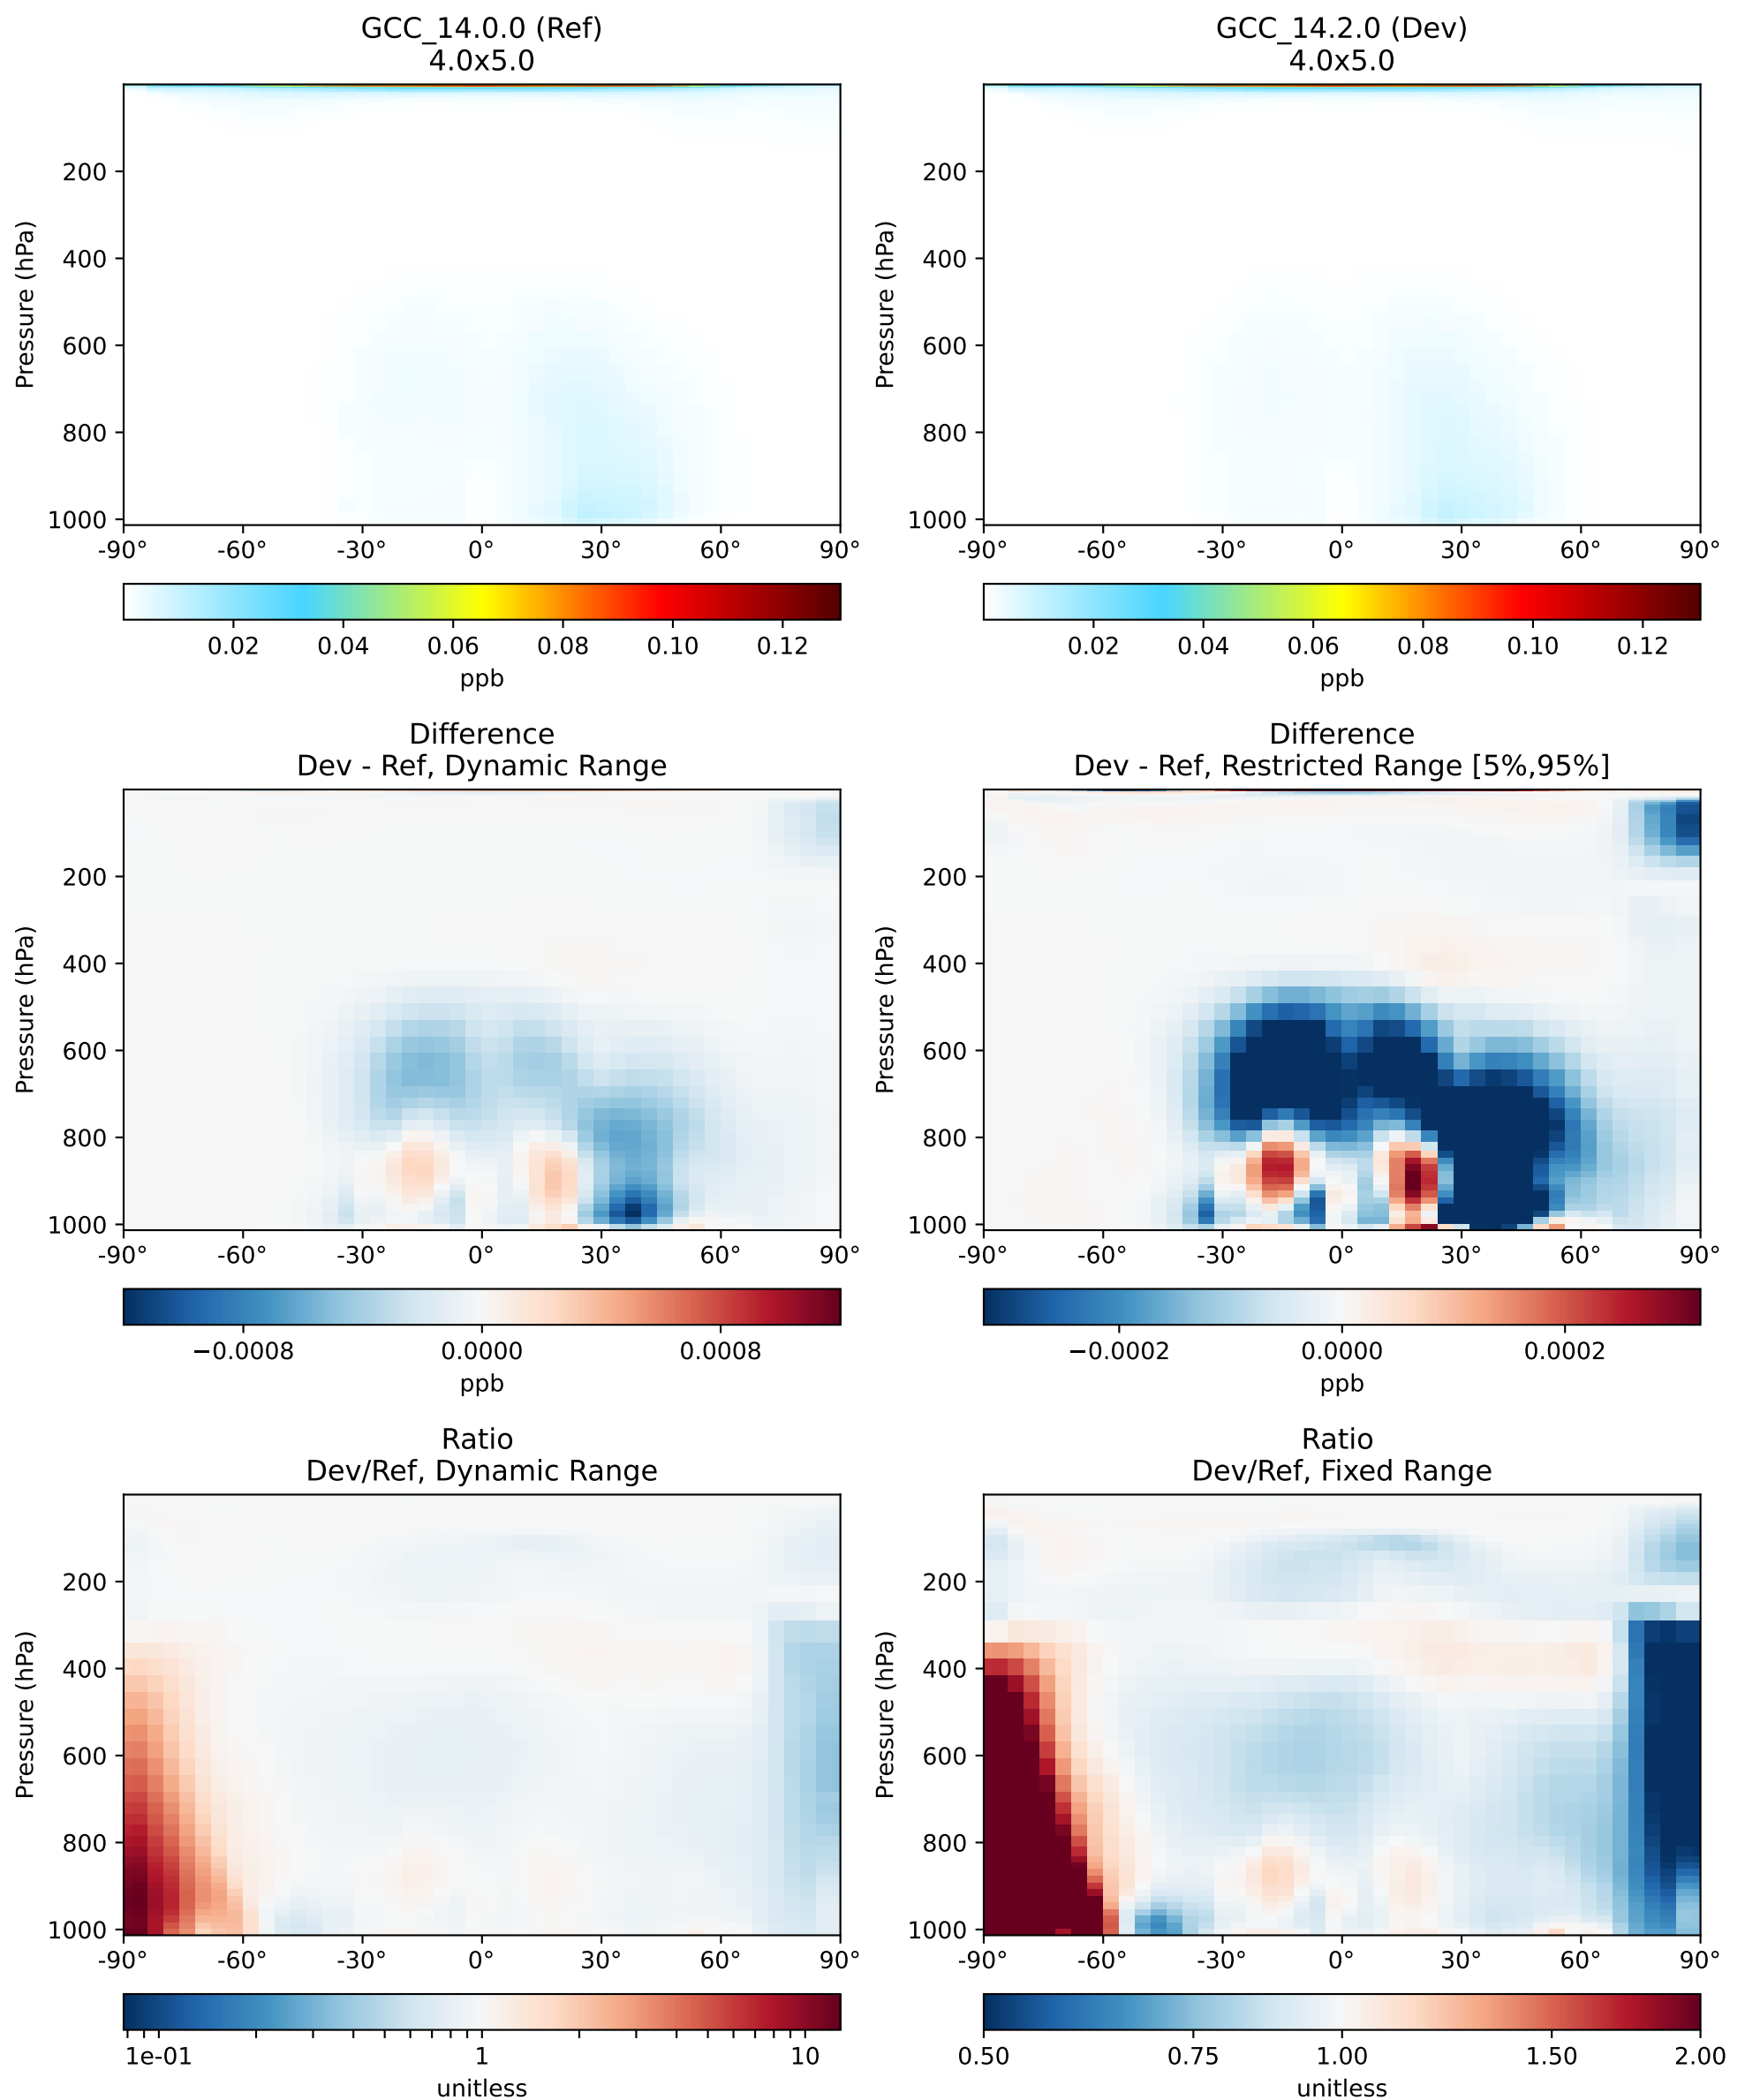 GCC_14.0.0 (Ref)
4.0x5.0
Pressure (hPa)
200
400
600
800
1000
-90° -60° -30° 0° 30° 60° 90°
0.02 0.04 0.06 0.08 0.10 0.12
ppb
GCC_14.2.0 (Dev)
4.0x5.0
Pressure (hPa)
200
400
600
800
1000
-90° -60° -30° 0° 30° 60° 90°
0.02 0.04 0.06 0.08 0.10 0.12
ppb
Difference
Dev - Ref, Dynamic Range
Pressure (hPa)
200
400
600
800
1000
-90° -60° -30° 0° 30° 60° 90°
−0.0008 0.0000 0.0008
ppb
Difference
Dev - Ref, Restricted Range [5%,95%]
Pressure (hPa)
200
400
600
800
1000
-90° -60° -30° 0° 30° 60° 90°
−0.0002 0.0000 0.0002
ppb
Ratio
Dev/Ref, Dynamic Range
Pressure (hPa)
200
400
600
800
1000
-90° -60° -30° 0° 30° 60° 90°
1e-01 1 10
unitless
Ratio
Dev/Ref, Fixed Range
Pressure (hPa)
200
400
600
800
1000
-90° -60° -30° 0° 30° 60° 90°
0.50 0.75 1.00 1.50 2.00
unitless